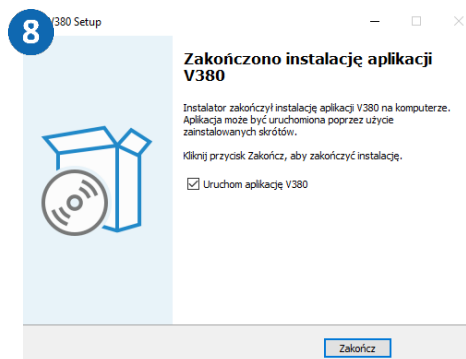 8
V380 Setup
Zakończono instalację aplikacji
V380
Instalator zakończył instalację aplikacji V380 na komputerze.
Aplikacja może być uruchomiona poprzez użycie
zainstalowanych skrótów.
Kliknij przycisk Zakończ, aby zakończyć instalację.
Uruchom aplikację V380
Zakończ